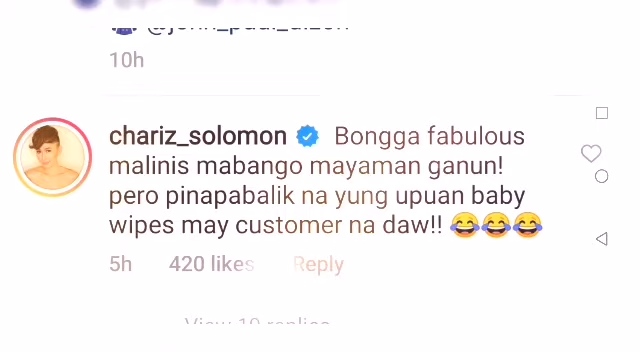 10h
chariz_solomon Bongga fabulous
malinis mabango mayaman ganun!
pero pinapabalik na yung upuan baby
wipes may customer na daw!! 😂😂😂
5h 420 likes Reply